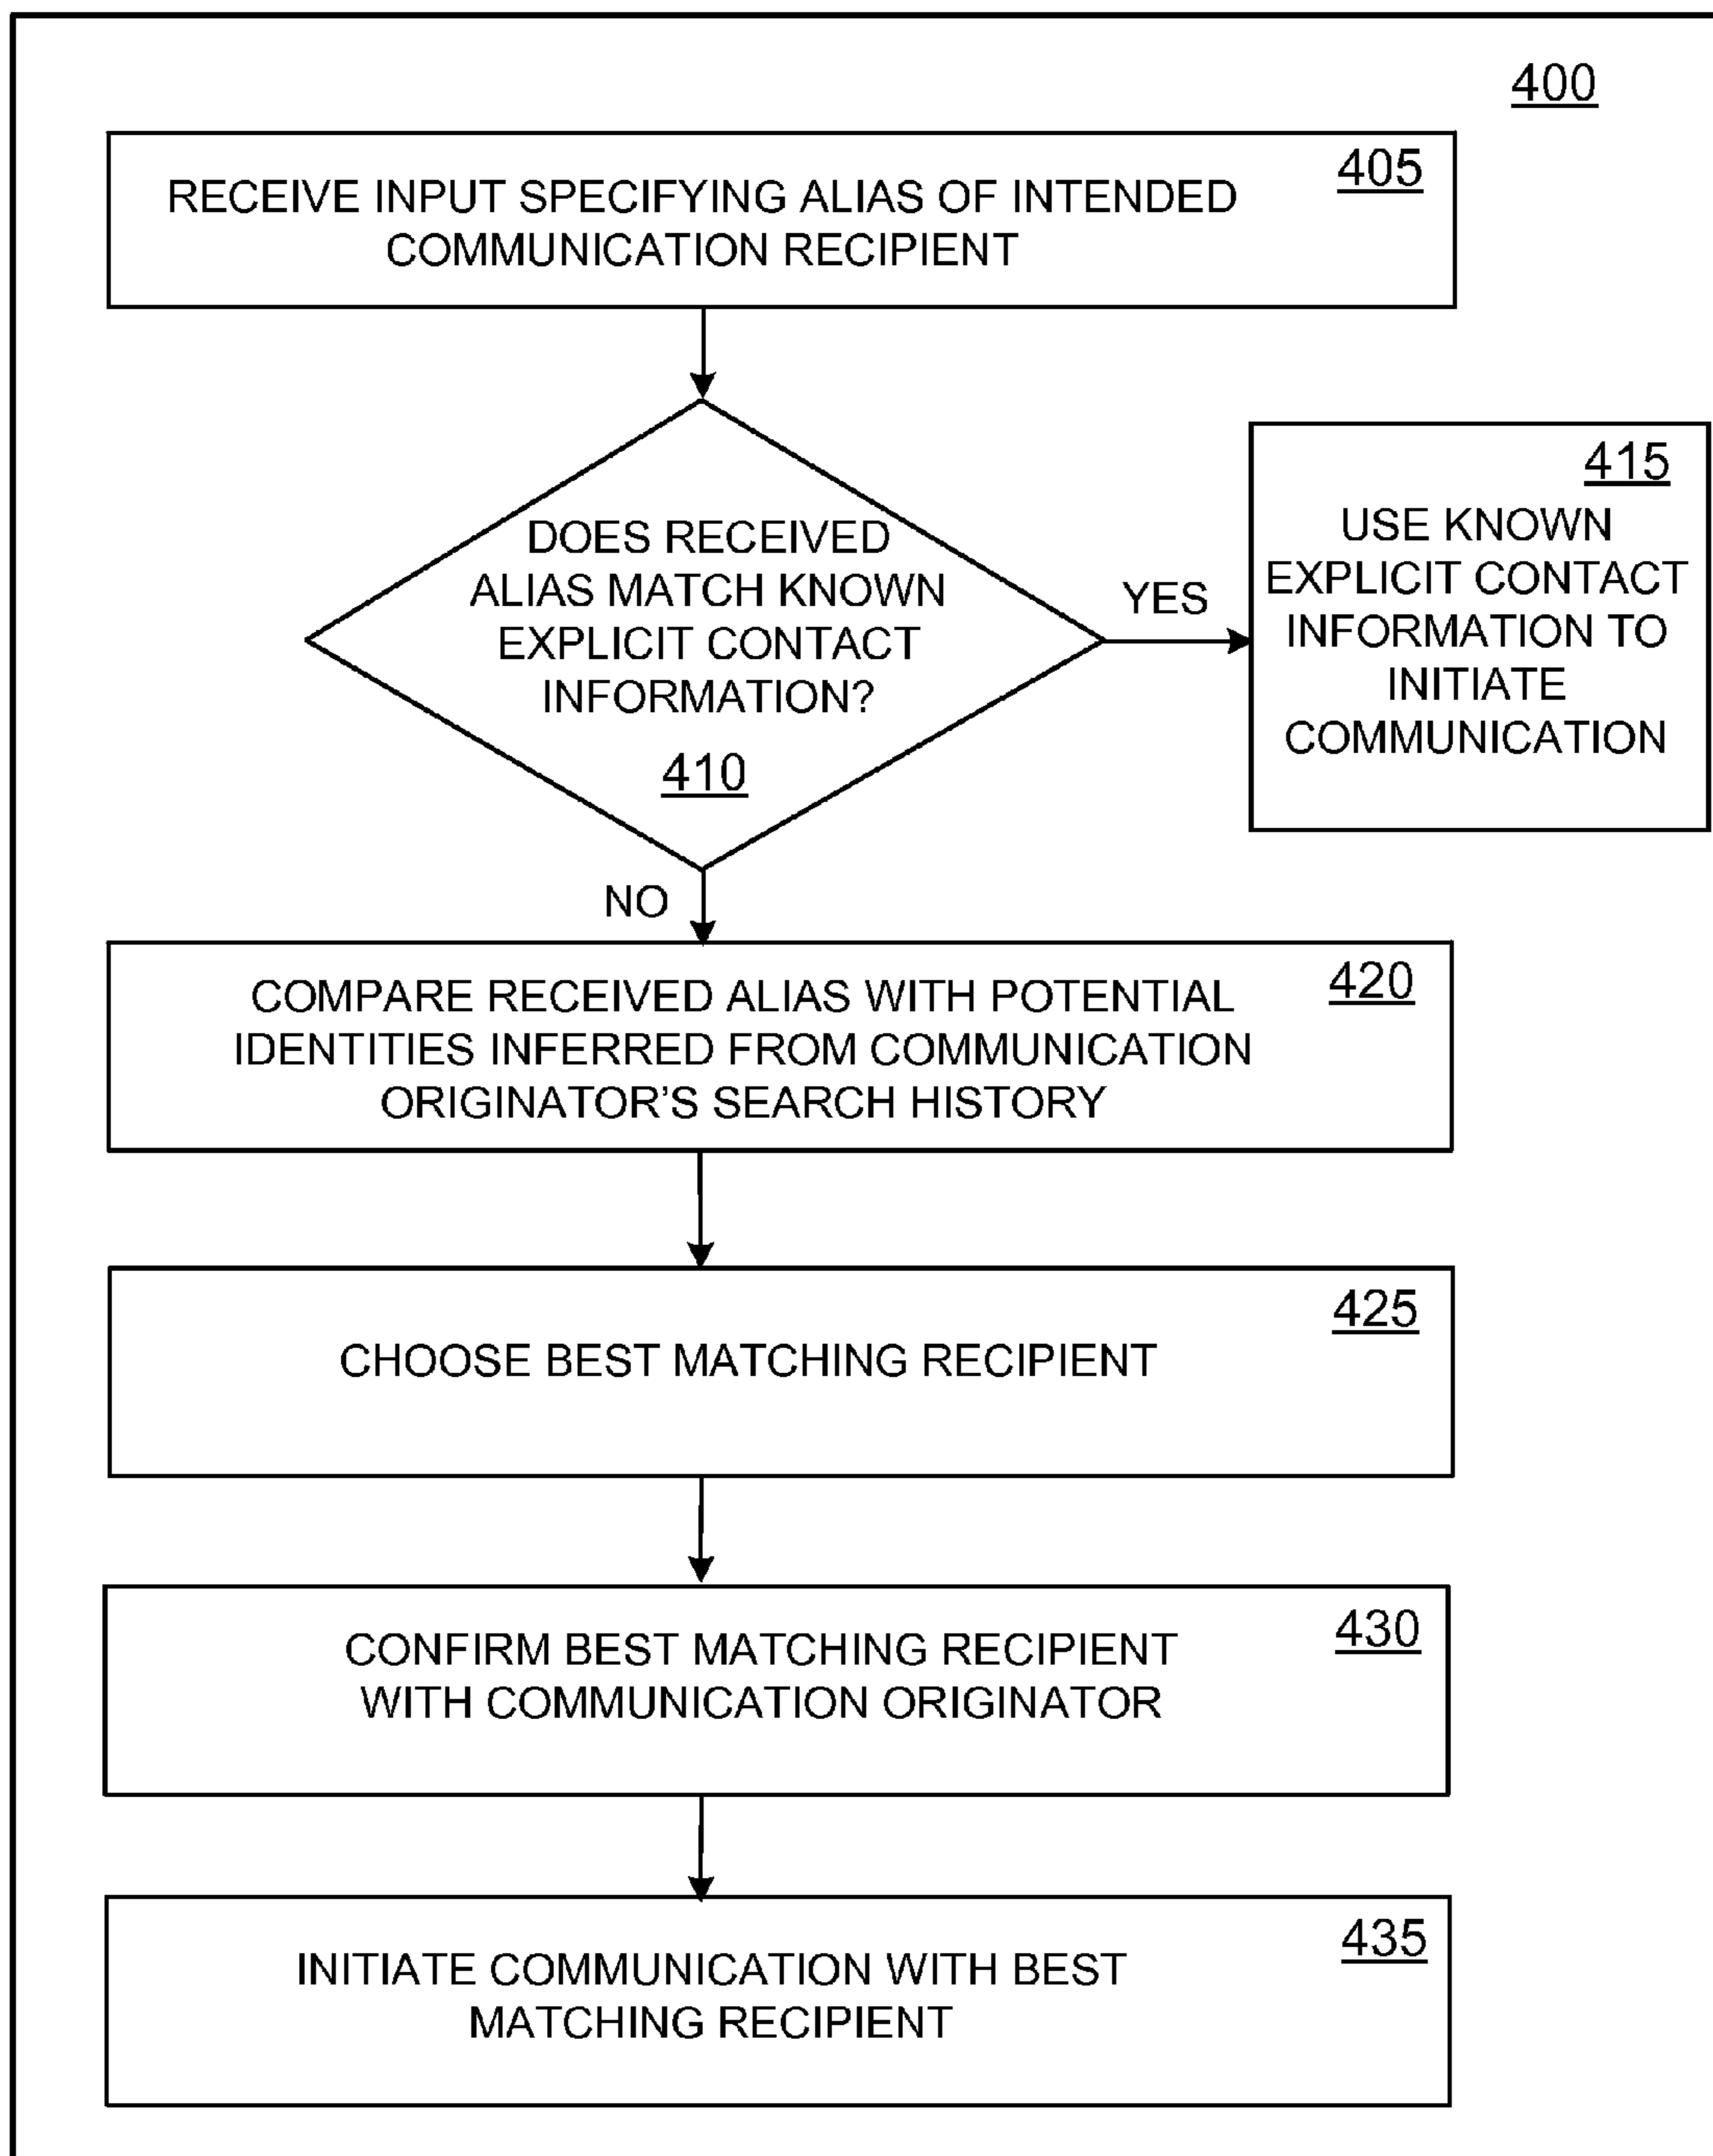 400
405
RECEIVE INPUT SPECIFYING ALIAS OF INTENDED
COMMUNICATION RECIPIENT
DOES RECEIVED
ALIAS MATCH KNOWN
EXPLICIT CONTACT
INFORMATION?
410
YES
415
USE KNOWN
EXPLICIT CONTACT
INFORMATION TO
INITIATE
COMMUNICATION
NO
420
COMPARE RECEIVED ALIAS WITH POTENTIAL
IDENTITIES INFERRED FROM COMMUNICATION
ORIGINATOR'S SEARCH HISTORY
425
CHOOSE BEST MATCHING RECIPIENT
430
CONFIRM BEST MATCHING RECIPIENT
WITH COMMUNICATION ORIGINATOR
435
INITIATE COMMUNICATION WITH BEST
MATCHING RECIPIENT